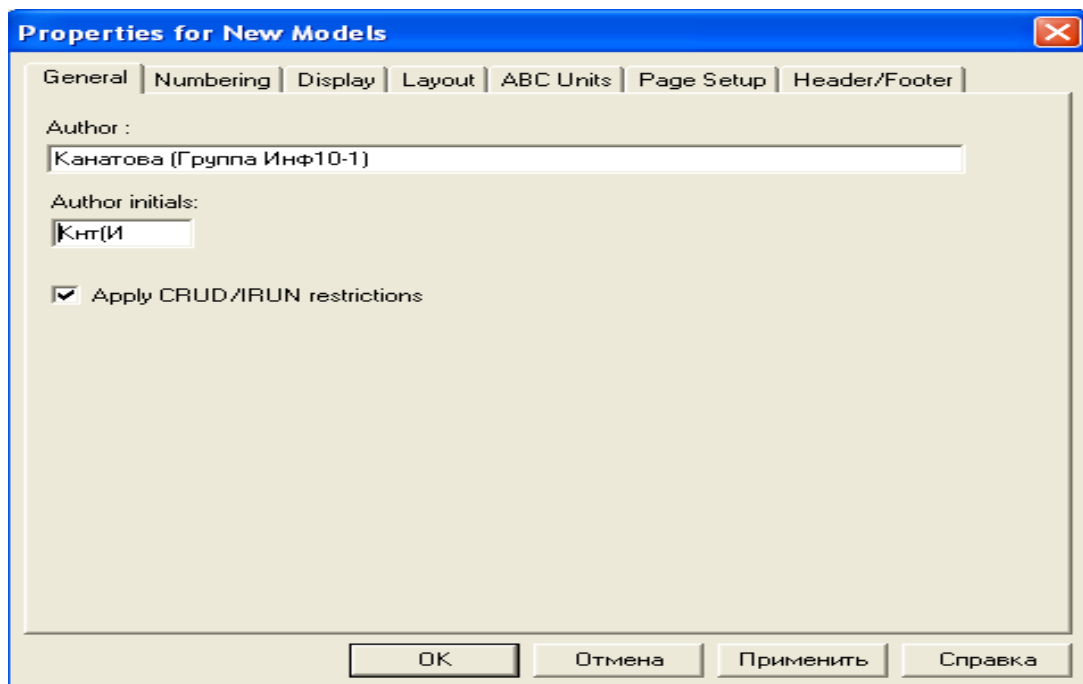 Properties for New Models
General Numbering Display Layout ABC Units Page Setup Header/Footer
Author :
Канатова (Группа Инф10-1)
Author initials:
Кнт(И
Apply CRUD/IRUN restrictions
OK Отмена Применить Справка